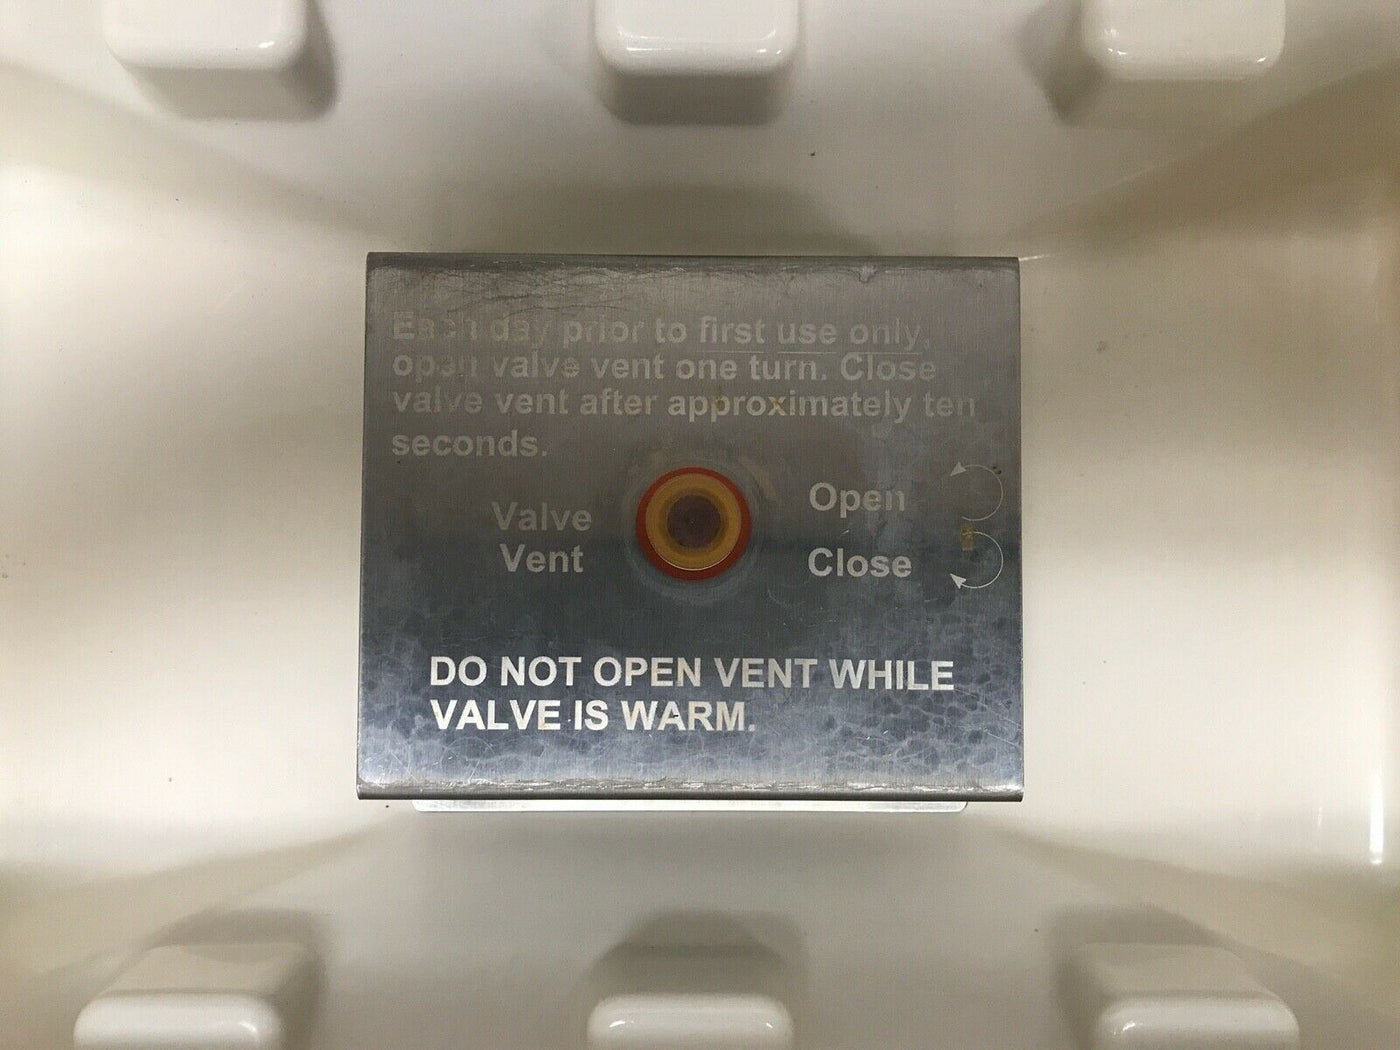 Each day prior to first use only,
open valve vent one turn. Close
valve vent after approximately ten
seconds.
Valve
Vent
Open
Close
DO NOT OPEN VENT WHILE
VALVE IS WARM.